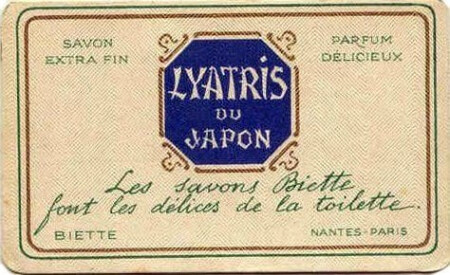 SAVON
EXTRA FIN
PARFUM
DÉLICIEUX
LYATRIS
DU
JAPON
Les savons Biette
font les délices de la toilette.
BIETTE
NANTES-PARIS